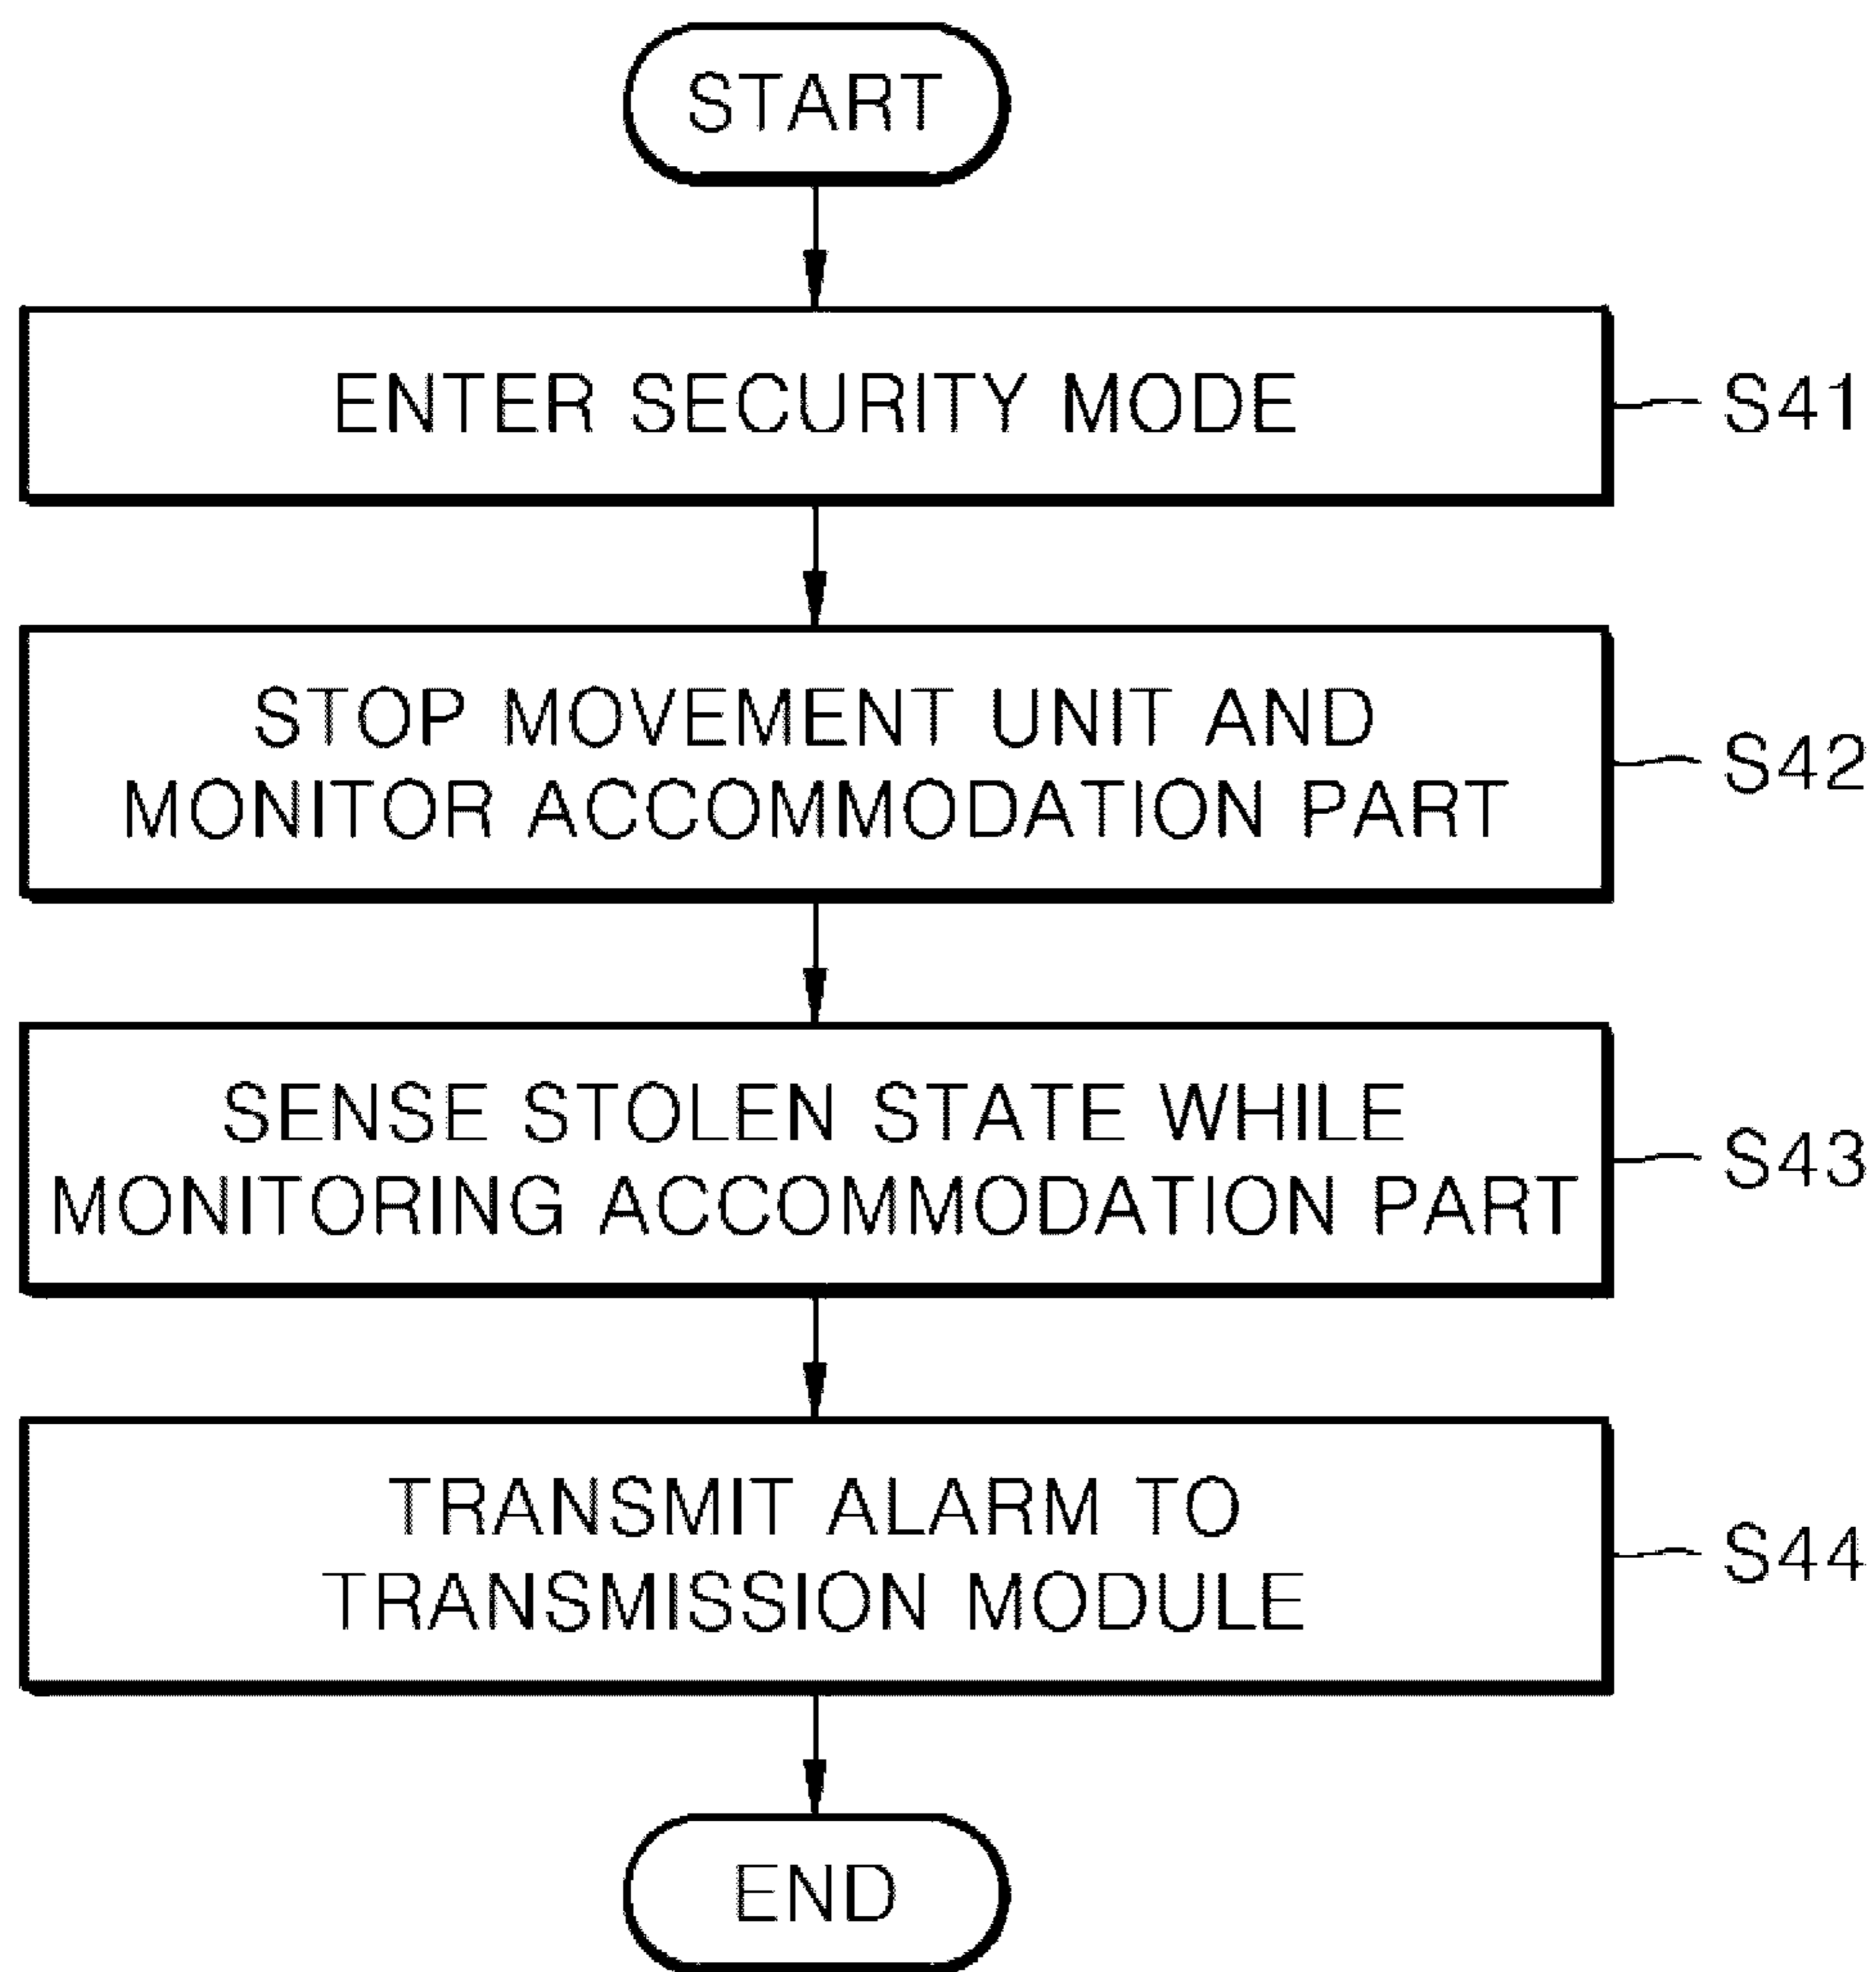 START
ENTER SECURITY MODE
S41
STOP MOVEMENT UNIT AND
MONITOR ACCOMMODATION PART
S42
SENSE STOLEN STATE WHILE
MONITORING ACCOMMODATION PART
S43
TRANSMIT ALARM TO
TRANSMISSION MODULE
S44
END